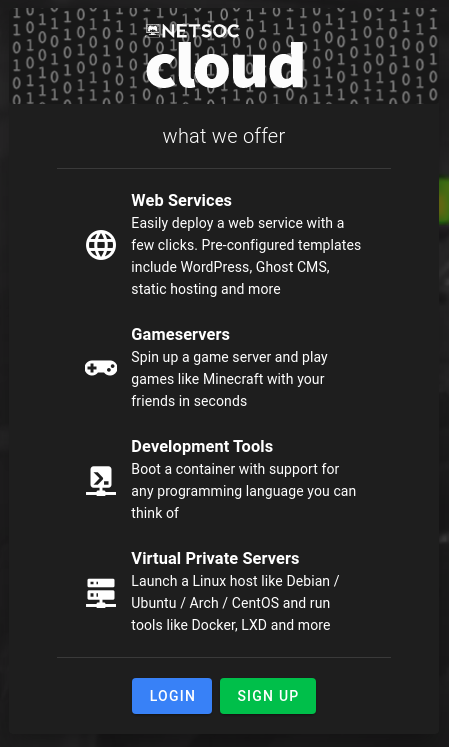 NETSOC
cloud
what we offer
Web Services
Easily deploy a web service with a
few clicks. Pre-configured templates
include WordPress, Ghost CMS,
static hosting and more
Gameservers
Spin up a game server and play
games like Minecraft with your
friends in seconds
Development Tools
Boot a container with support for
any programming language you can
think of
Virtual Private Servers
Launch a Linux host like Debian /
Ubuntu / Arch / CentOS and run
tools like Docker, LXD and more
LOGIN SIGN UP